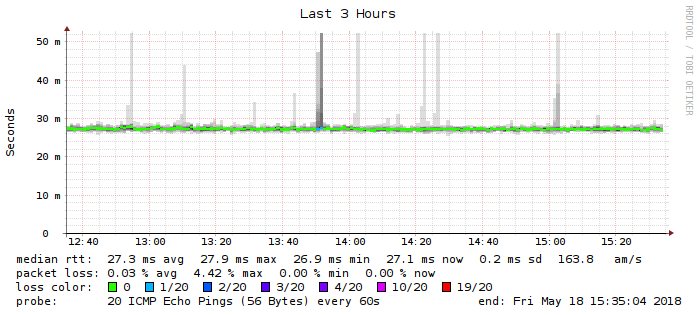 Last 3 Hours
RRDTOOL / TOBI OETIKER
Seconds
50 m
40 m
30 m
20 m
10 m
0
12:40 13:00 13:20 13:40 14:00 14:20 14:40 15:00 15:20
median rtt: 27.3 ms avg 27.9 ms max 26.9 ms min 27.1 ms now 0.2 ms sd 163.8 am/s
packet loss: 0.03 % avg 4.42 % max 0.00 % min 0.00 % now
loss color: 0 1/20 2/20 3/20 4/20 10/20 19/20
probe: 20 ICMP Echo Pings (56 Bytes) every 60s end: Fri May 18 15:35:04 2018